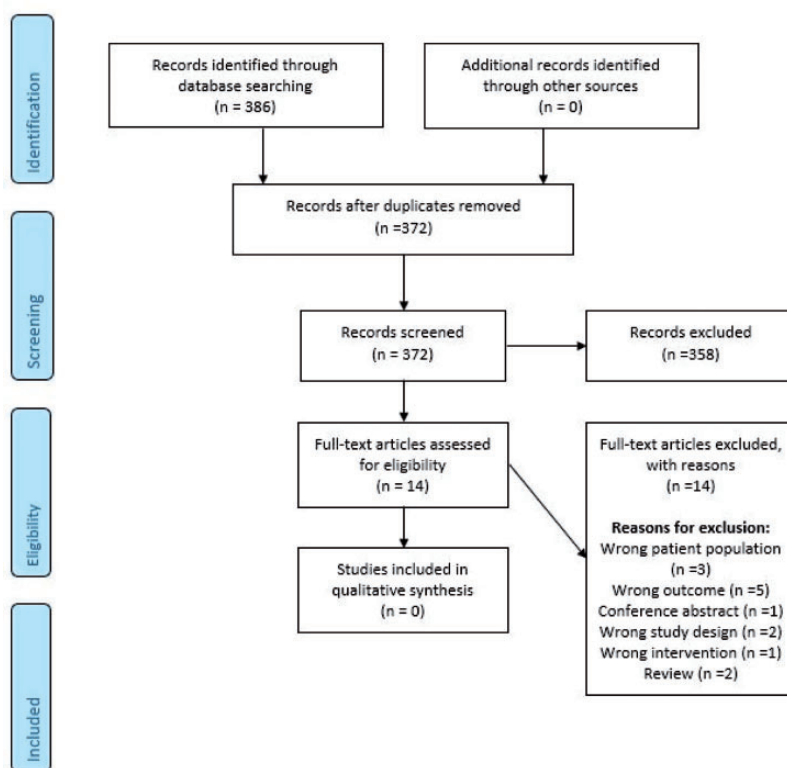 Identification
Records identified through
database searching
(n = 386)
Additional records identified
through other sources
(n = 0)
Records after duplicates removed
(n =372)
Screening
Records screened
(n = 372)
Records excluded
(n =358)
Eligibility
Full-text articles assessed
for eligibility
(n = 14)
Full-text articles excluded,
with reasons
(n =14)
Reasons for exclusion:
Wrong patient population
(n =3)
Wrong outcome (n =5)
Conference abstract (n =1)
Wrong study design (n =2)
Wrong intervention (n =1)
Review (n =2)
Studies included in
qualitative synthesis
(n = 0)
Included